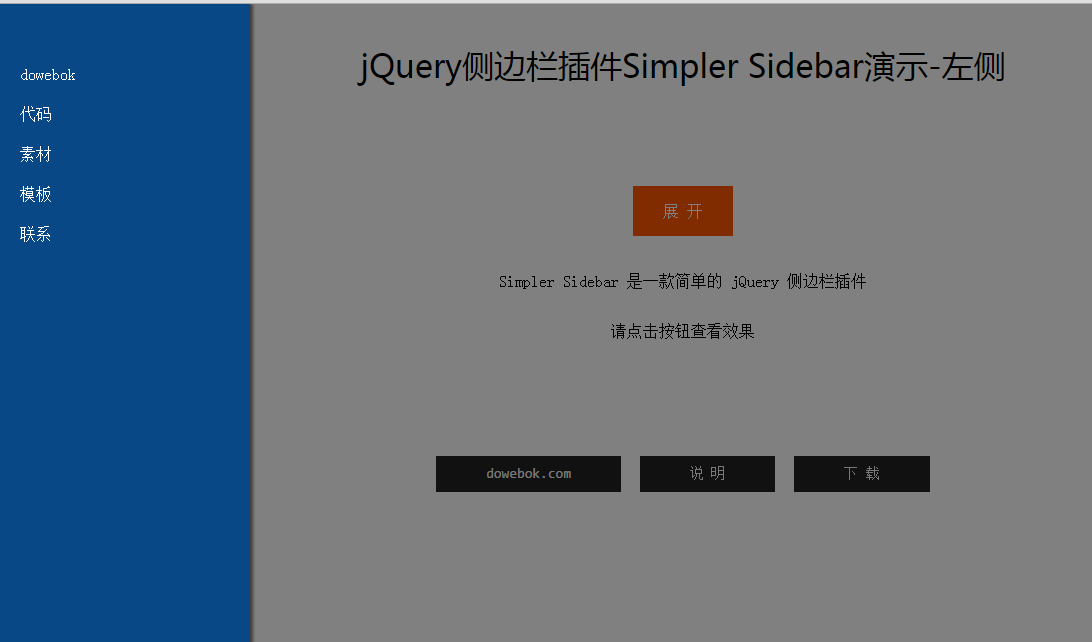 dowebok
代码
素材
模板
联系
jQuery侧边栏插件Simpler Sidebar演示-左侧
展 开
Simpler Sidebar 是一款简单的 jQuery 侧边栏插件
请点击按钮查看效果
dowebok.com
说 明
下 载